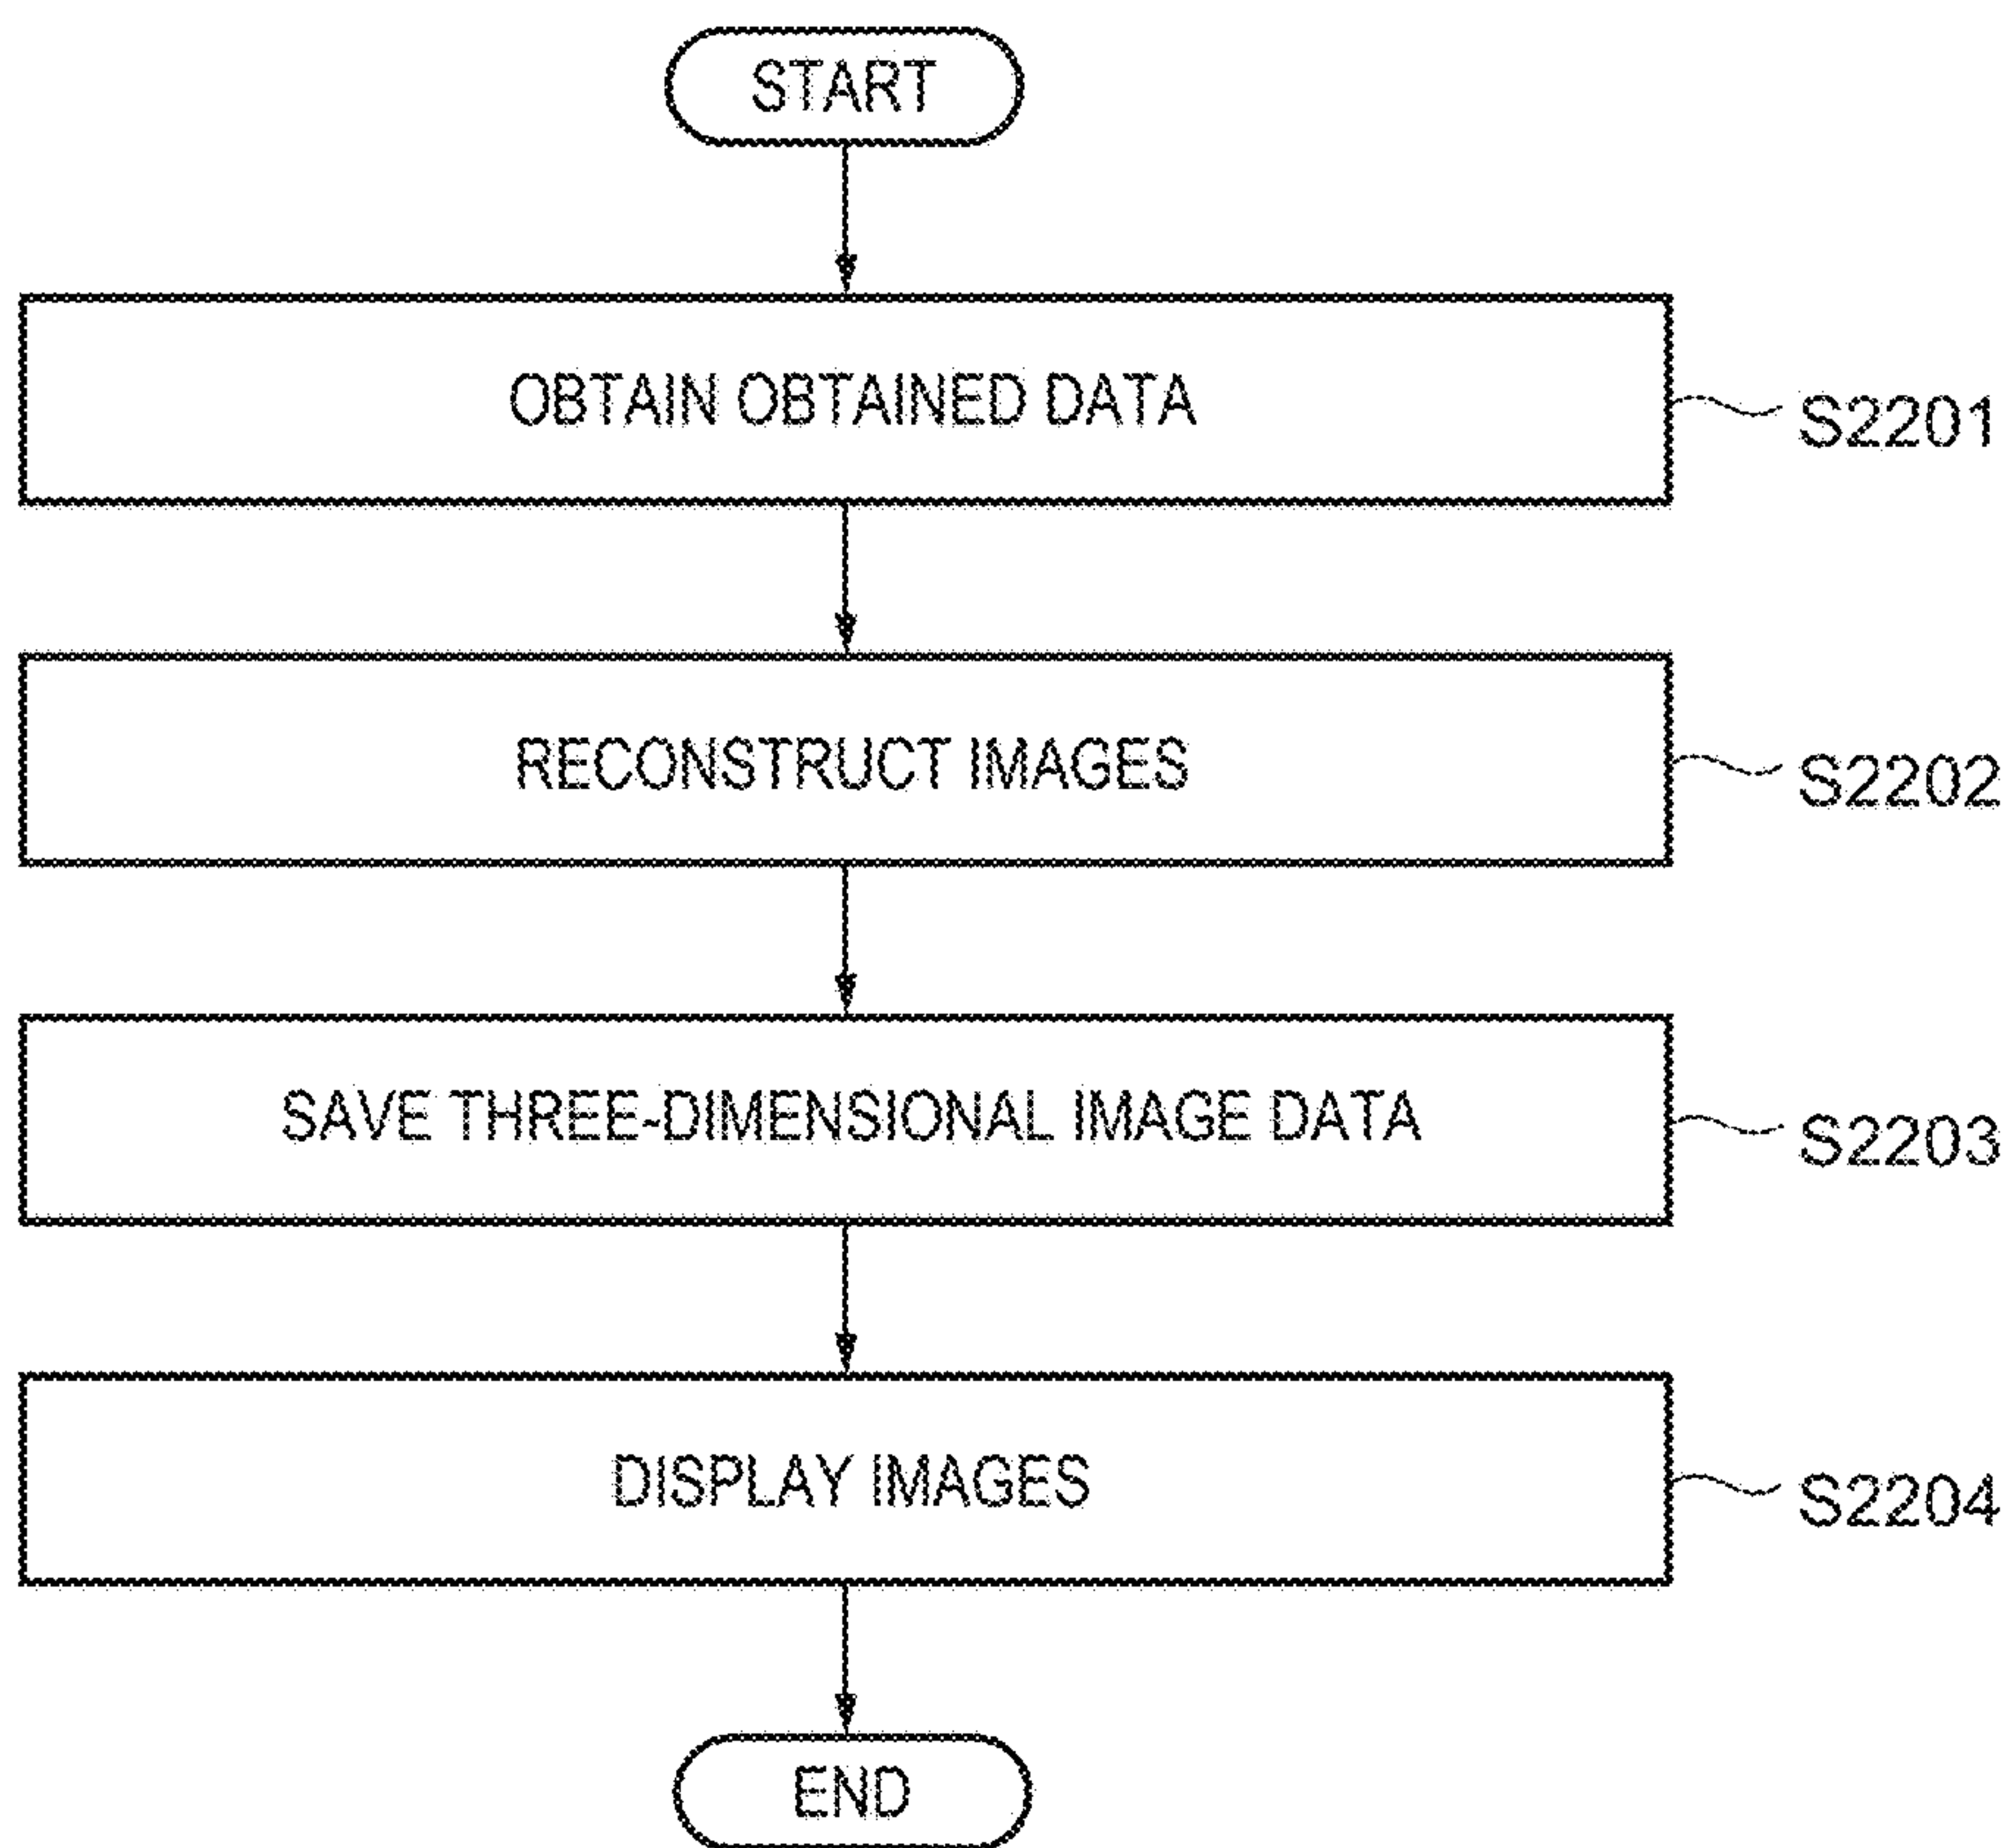 START
OBTAIN OBTAINED DATA
S2201
RECONSTRUCT IMAGES
S2202
SAVE THREE-DIMENSIONAL IMAGE DATA
S2203
DISPLAY IMAGES
S2204
END